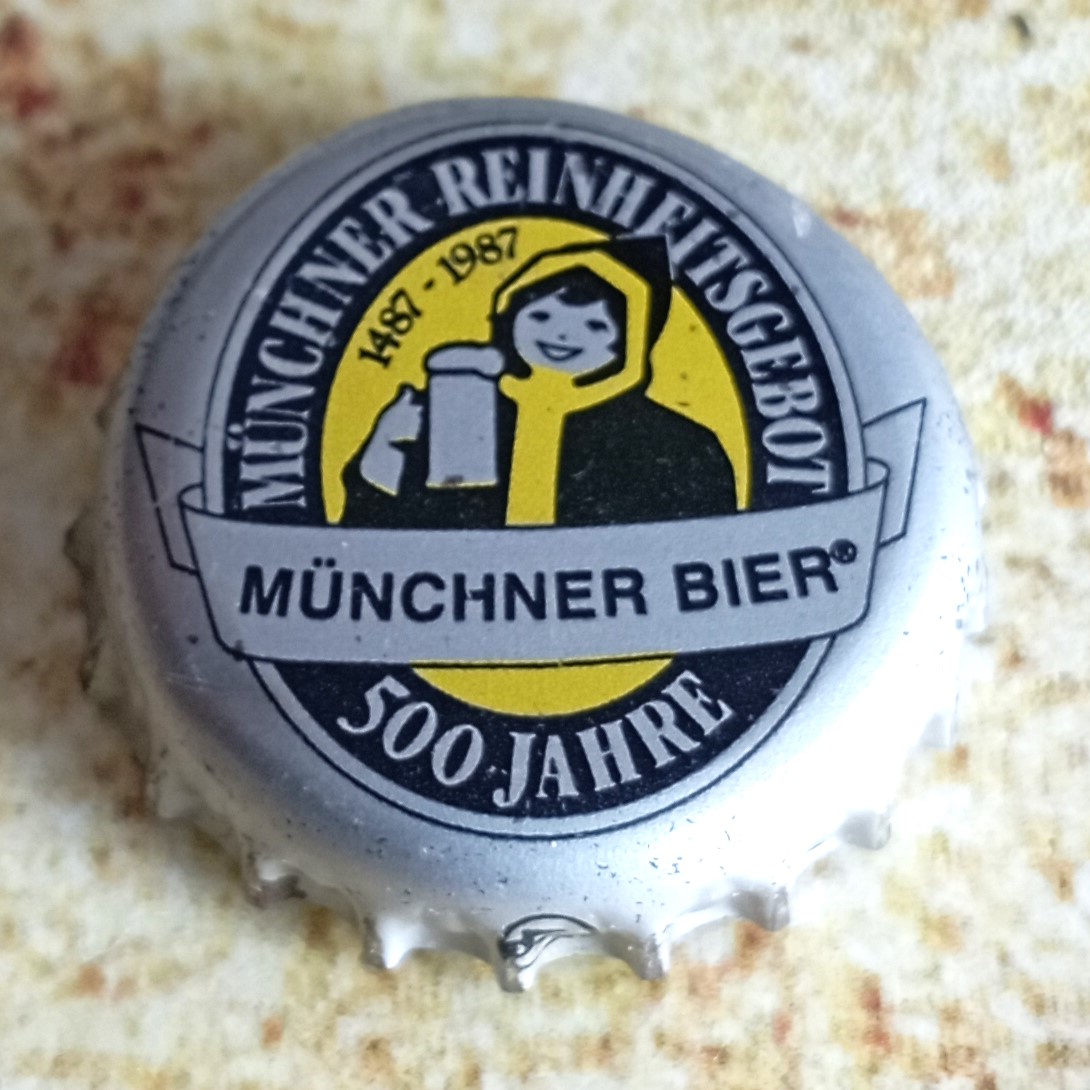 MÜNCHNER REINHEITSGEBOT
1487 - 1987
MÜNCHNER BIER®
500 JAHRE